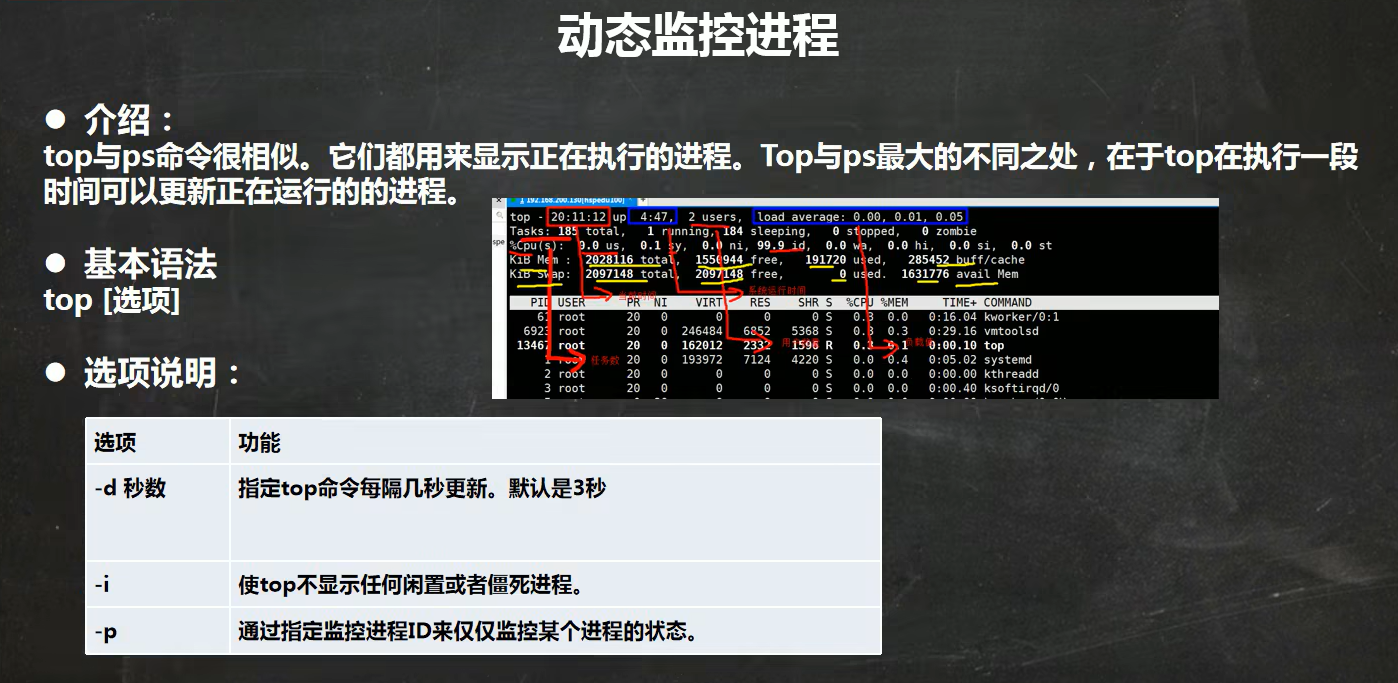 动态监控进程
● 介绍：
top与ps命令很相似。它们都用来显示正在执行的进程。Top与ps最大的不同之处，在于top在执行一段
时间可以更新正在运行的的进程。
● 基本语法
top [选项]
● 选项说明：
192.168.200.130(hspedu100)
top - 20:11:12 up 4:47, 2 users, load average: 0.00, 0.01, 0.05
Tasks: 185 total, 1 running, 184 sleeping, 0 stopped, 0 zombie
%Cpu(s): 0.0 us, 0.1 sy, 0.0 ni, 99.9 id, 0.0 wa, 0.0 hi, 0.0 si, 0.0 st
KiB Mem : 2028116 total, 1550944 free, 191720 used, 285452 buff/cache
KiB Swap: 2097148 total, 2097148 free, 0 used. 1631776 avail Mem
当前时间
系统运行时间
PID USER PR NI VIRT RES SHR S %CPU %MEM TIME+ COMMAND
root 20 0 0 0 0 S 0.3 0.0 0:16.04 kworker/0:1
6923 root 20 0 246484 6852 5368 S 0.3 0.3 0:29.16 vmtoolsd
13467 root 20 0 162012 2332 1596 R 0.3 0.1 0:00.10 top
1 root 20 0 193972 7124 4220 S 0.0 0.4 0:05.02 systemd
任务数
2 root 20 0 0 0 0 S 0.0 0.0 0:00.00 kthreadd
3 root 20 0 0 0 0 S 0.0 0.0 0:00.40 ksoftirqd/0
选项 功能
-d 秒数 指定top命令每隔几秒更新。默认是3秒
-i 使top不显示任何闲置或者僵死进程。
-p 通过指定监控进程ID来仅仅监控某个进程的状态。